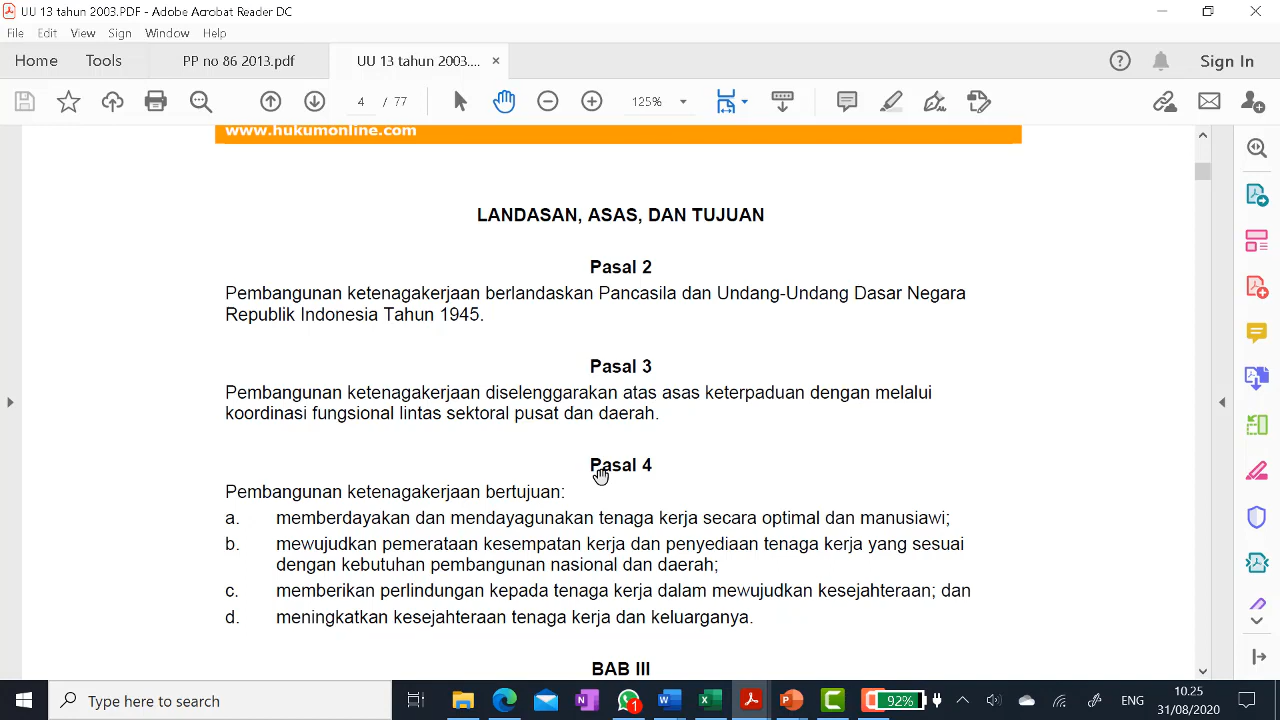 UU 13 tahun 2003.PDF - Adobe Acrobat Reader DC
File Edit View Sign Window Help
Home Tools PP no 86 2013.pdf UU 13 tahun 2003.... × Sign In
4 / 77 125%
www.hukumonline.com
LANDASAN, ASAS, DAN TUJUAN
Pasal 2
Pembangunan ketenagakerjaan berlandaskan Pancasila dan Undang-Undang Dasar Negara
Republik Indonesia Tahun 1945.
Pasal 3
Pembangunan ketenagakerjaan diselenggarakan atas asas keterpaduan dengan melalui
koordinasi fungsional lintas sektoral pusat dan daerah.
Pasal 4
Pembangunan ketenagakerjaan bertujuan:
a. memberdayakan dan mendayagunakan tenaga kerja secara optimal dan manusiawi;
b. mewujudkan pemerataan kesempatan kerja dan penyediaan tenaga kerja yang sesuai
dengan kebutuhan pembangunan nasional dan daerah;
c. memberikan perlindungan kepada tenaga kerja dalam mewujudkan kesejahteraan; dan
d. meningkatkan kesejahteraan tenaga kerja dan keluarganya.
BAB III
Type here to search 1 92% ENG 10.25
31/08/2020